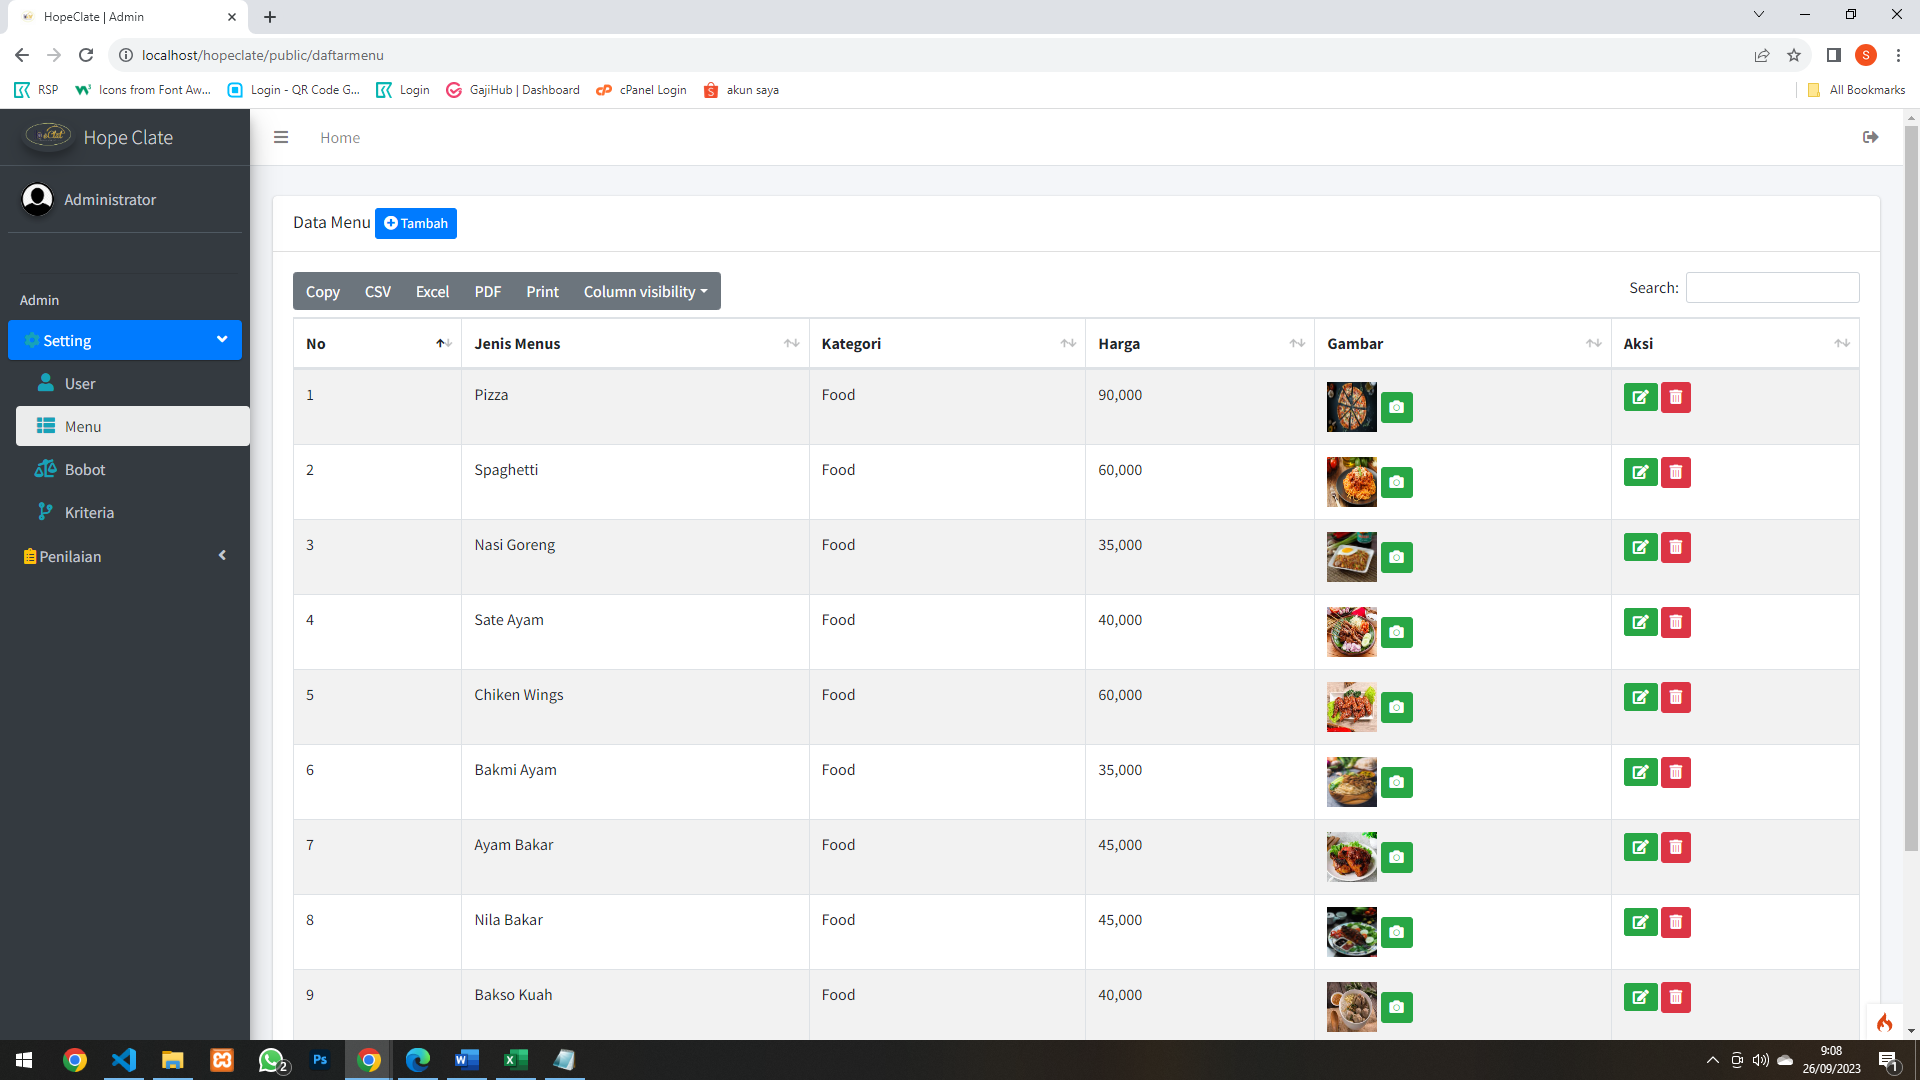 HopeClate | Admin
localhost/hopeclate/public/daftarmenu
S
RSP Icons from Font Aw... Login - QR Code G... Login GajiHub | Dashboard cPanel Login akun saya All Bookmarks
Hope Clate
Home
Administrator
Data Menu Tambah
Admin
Setting
User
Menu
Bobot
Kriteria
Penilaian
Copy CSV Excel PDF Print Column visibility
Search:
No Jenis Menus Kategori Harga Gambar Aksi
1 Pizza Food 90,000
2 Spaghetti Food 60,000
3 Nasi Goreng Food 35,000
4 Sate Ayam Food 40,000
5 Chiken Wings Food 60,000
6 Bakmi Ayam Food 35,000
7 Ayam Bakar Food 45,000
8 Nila Bakar Food 45,000
9 Bakso Kuah Food 40,000
2
Ps
9:08
26/09/2023
1